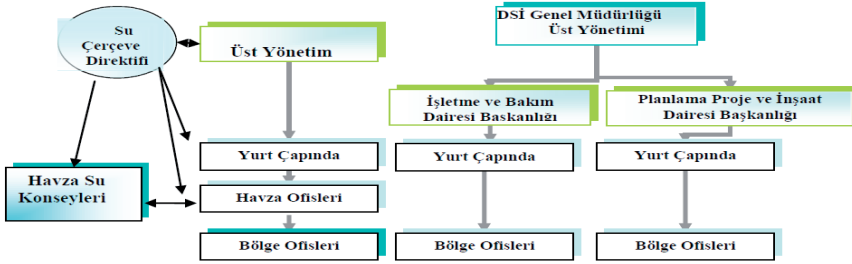 Su
Çerçeve
Direktifi
Üst Yönetim
DSİ Genel Müdürlüğü
Üst Yönetimi
İşletme ve Bakım
Dairesi Baskanlığı
Planlama Proje ve İnşaat
Dairesi Başkanlığı
Yurt Çapında
Yurt Çapında
Yurt Çapında
Havza Su
Konseyleri
Havza Ofisleri
Bölge Ofisleri
Bölge Ofisleri
Bölge Ofisleri